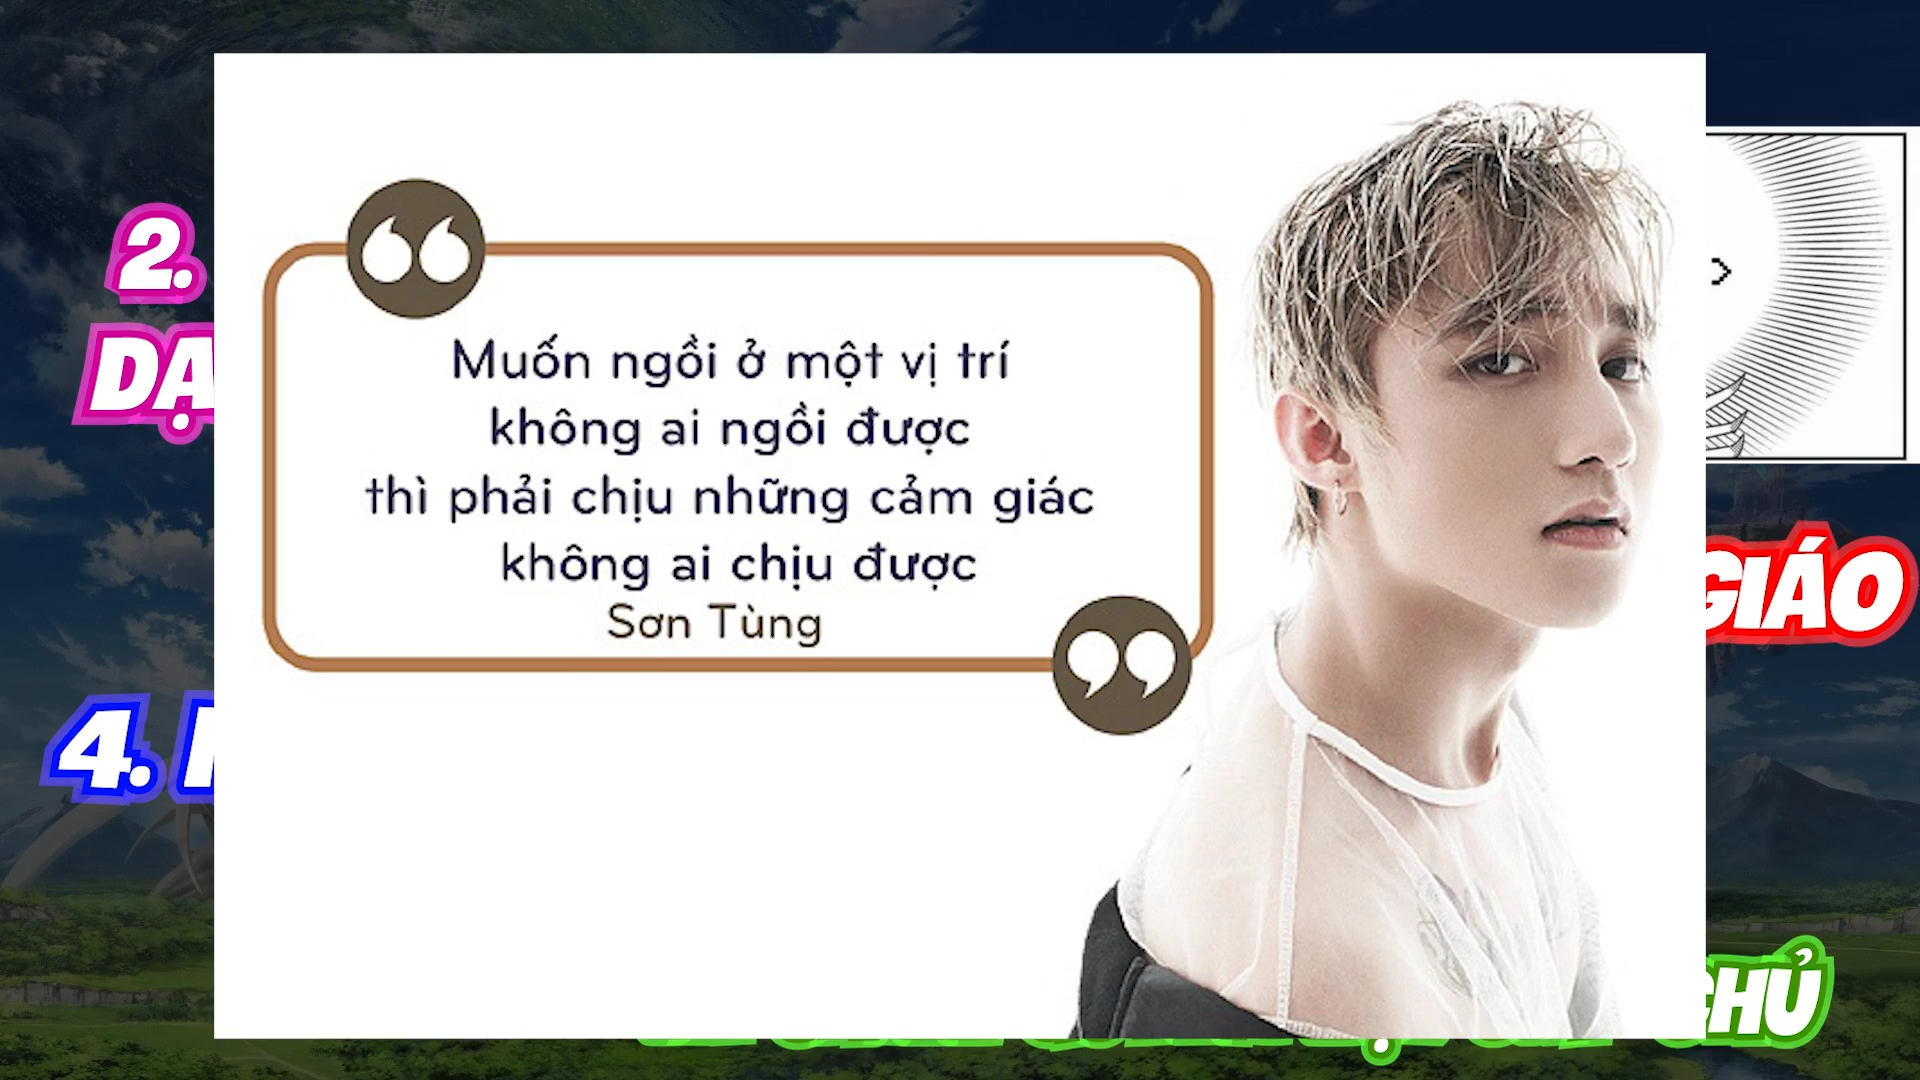 2.
DẠ
Muốn ngồi ở một vị trí
không ai ngồi được
thì phải chịu những cảm giác
không ai chịu được
Sơn Tùng
GIÁO
4.
CHỦ